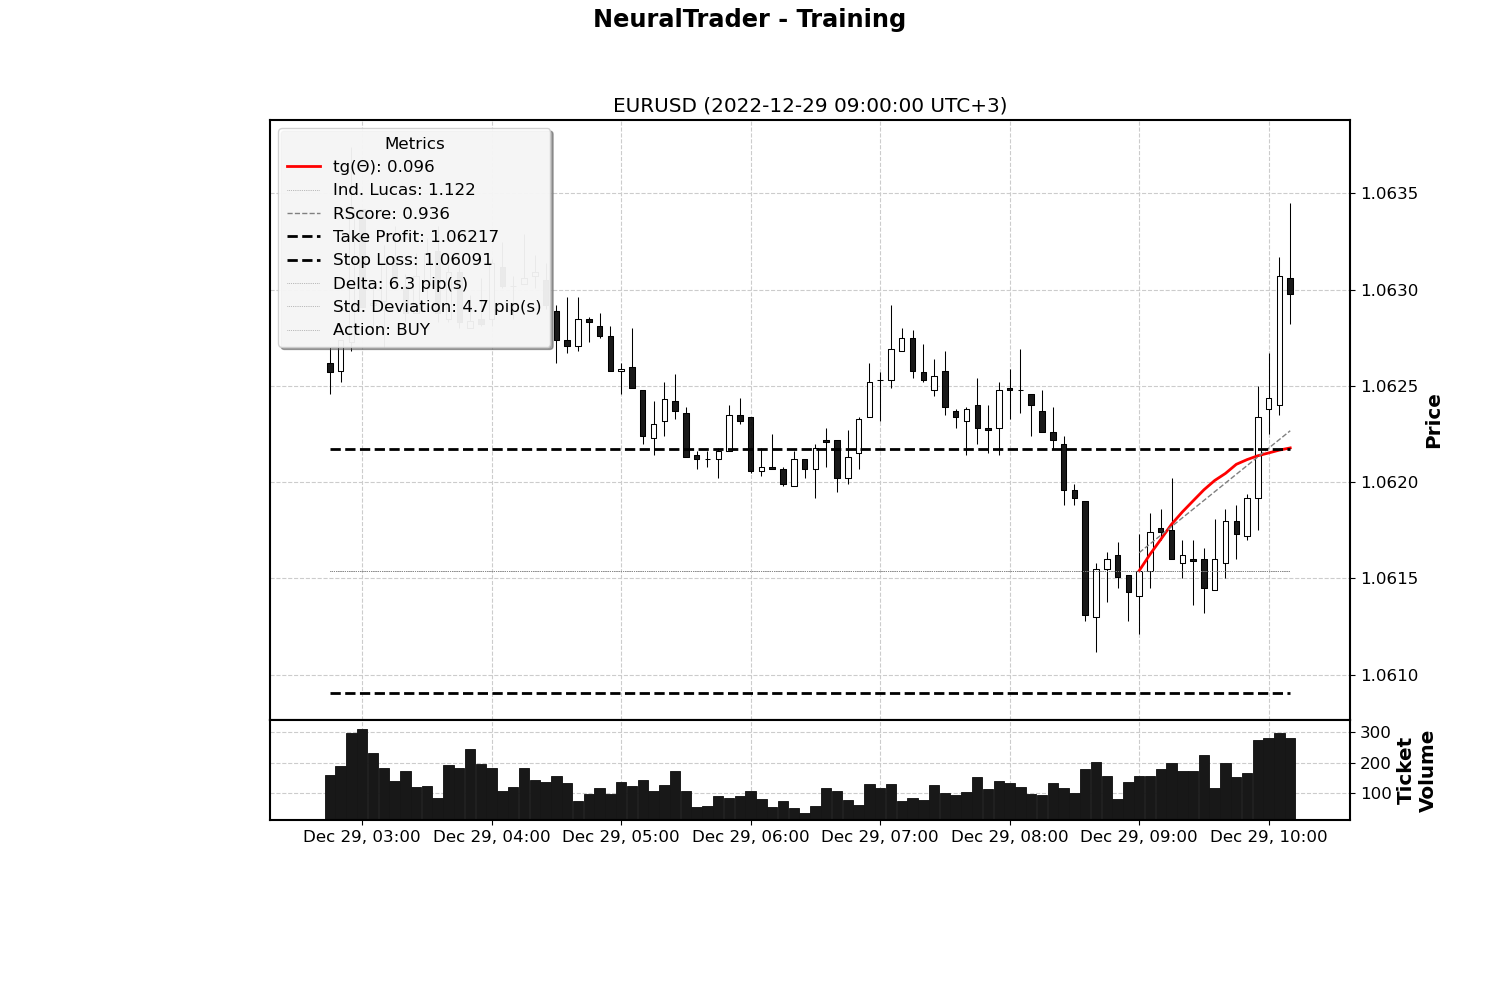 NeuralTrader - Training
EURUSD (2022-12-29 09:00:00 UTC+3)
Metrics
tg(Θ): 0.096
Ind. Lucas: 1.122
RScore: 0.936
Take Profit: 1.06217
Stop Loss: 1.06091
Delta: 6.3 pip(s)
Std. Deviation: 4.7 pip(s)
Action: BUY
1.0635
1.0630
1.0625
1.0620
1.0615
1.0610
Price
300
200
100
Ticket
Volume
Dec 29, 03:00
Dec 29, 04:00
Dec 29, 05:00
Dec 29, 06:00
Dec 29, 07:00
Dec 29, 08:00
Dec 29, 09:00
Dec 29, 10:00